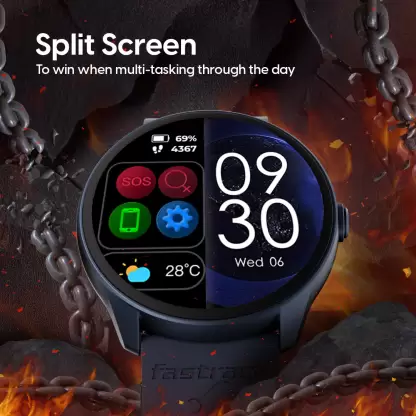 Split Screen
To win when multi-tasking through the day
69%
4367
SOS
28°C
09
30
Wed 06
fastrack